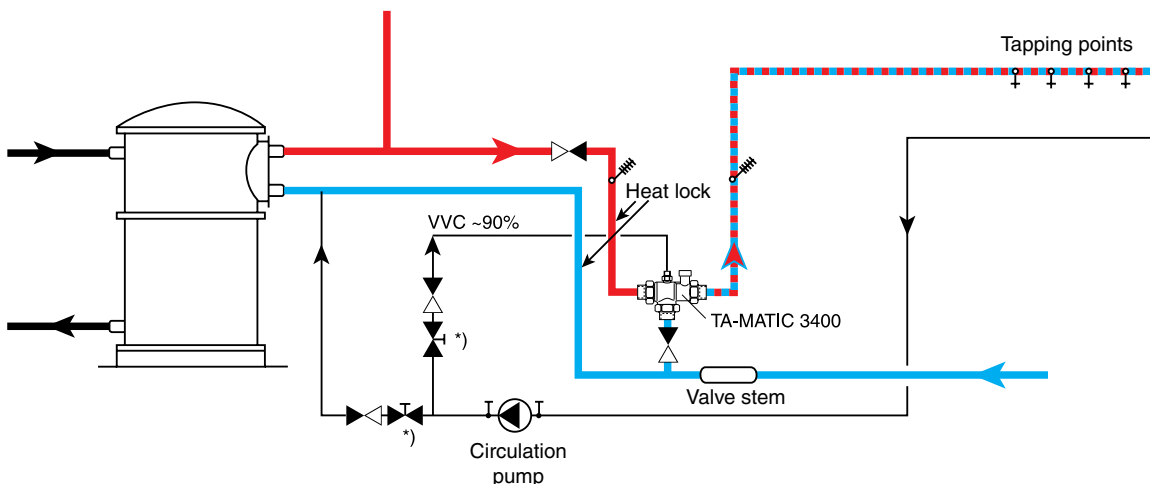 Tapping points
Heat lock
VVC ~90%
TA-MATIC 3400
*)
Valve stem
*)
Circulation
pump